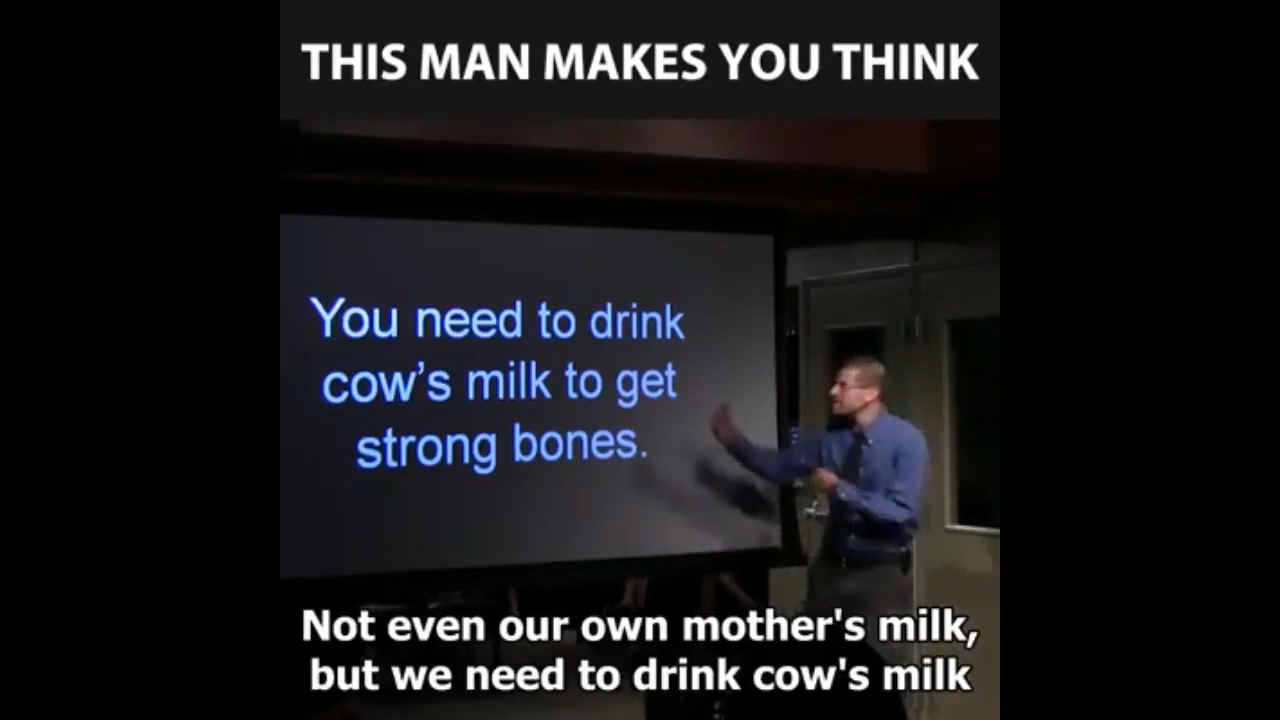 THIS MAN MAKES YOU THINK
You need to drink
cow's milk to get
strong bones.
Not even our own mother's milk,
but we need to drink cow's milk